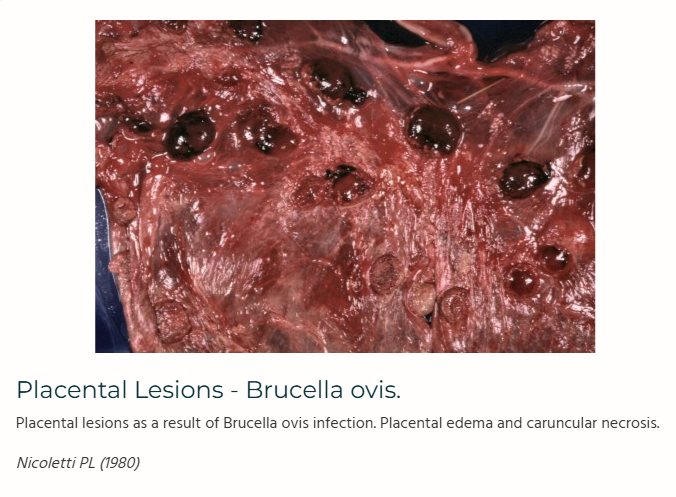 Placental Lesions - Brucella ovis.
Placental lesions as a result of Brucella ovis infection. Placental edema and caruncular necrosis.
Nicoletti PL (1980)